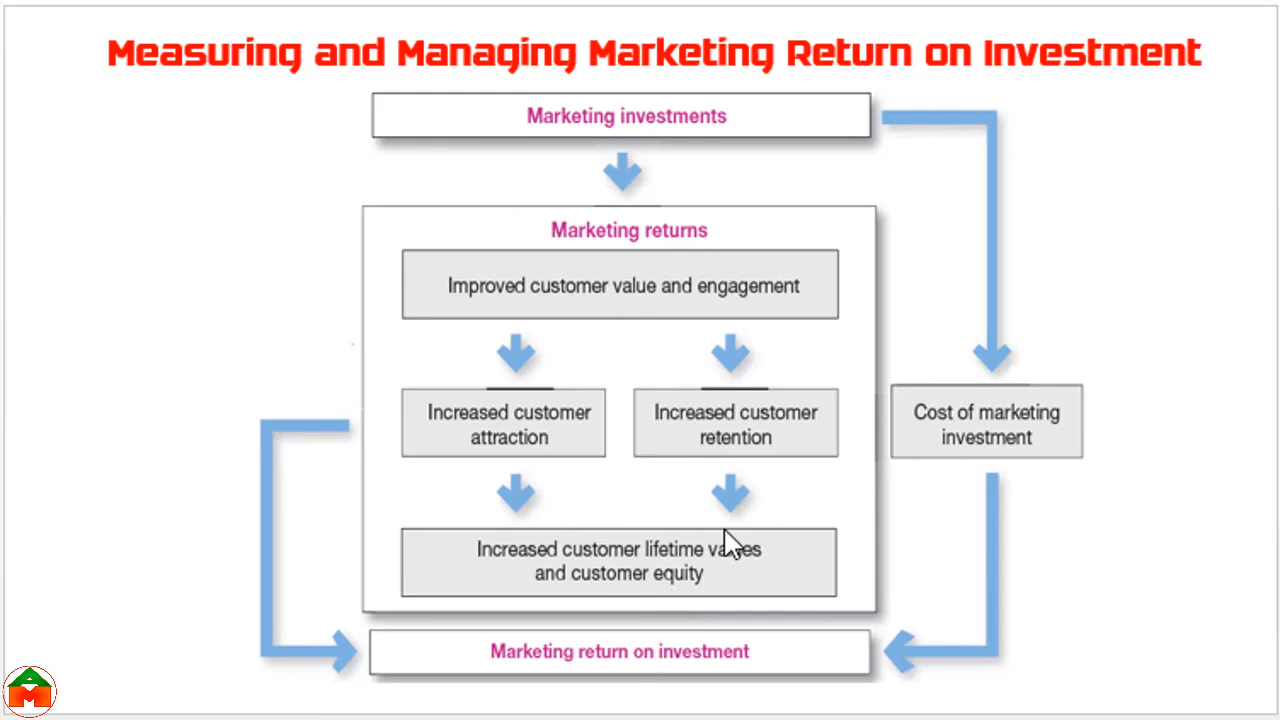 Measuring and Managing Marketing Return on Investment
Marketing investments
Marketing returns
Improved customer value and engagement
Increased customer
attraction
Increased customer
retention
Cost of marketing
investment
Increased customer lifetime values
and customer equity
Marketing return on investment
A
M